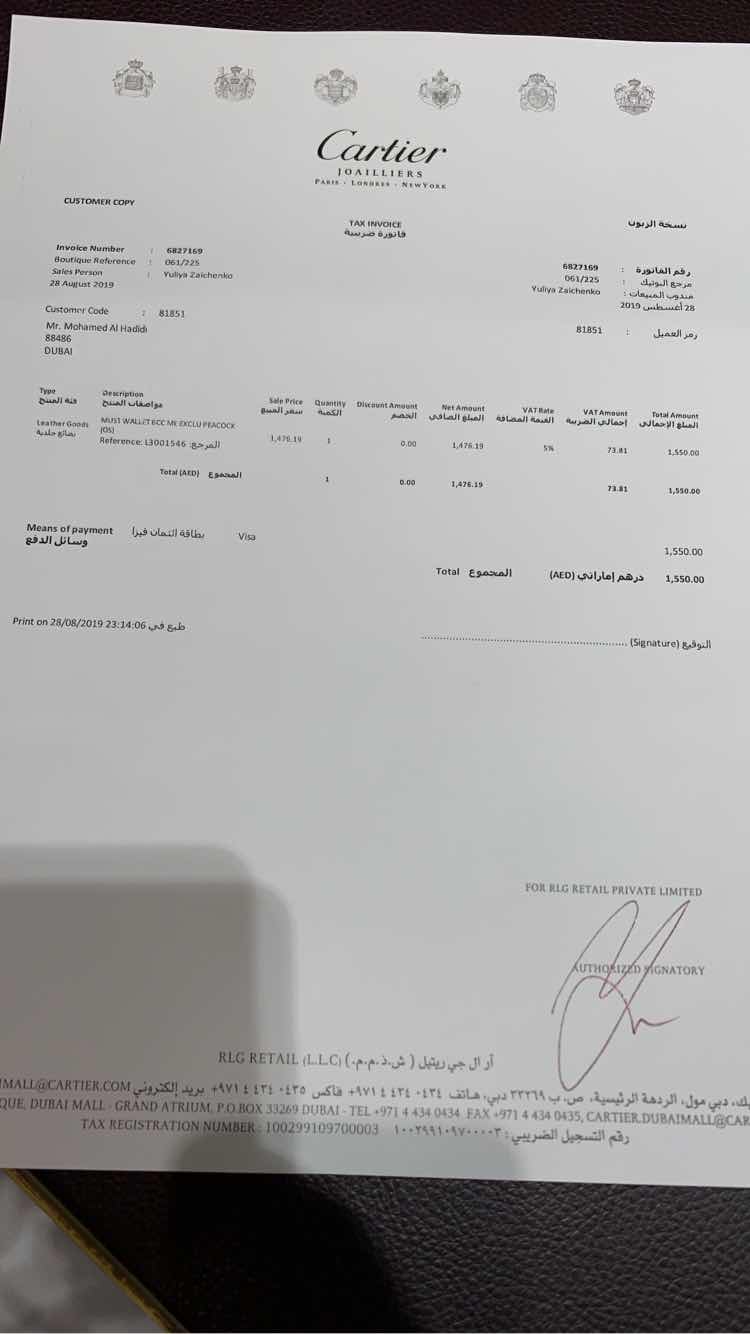 Cartier
JOAILLIERS
PARIS - LONDRES - NEWYORK
CUSTOMER COPY
نسخة الزبون
TAX INVOICE
فاتورة ضريبية
Invoice Number : 6827169
Boutique Reference : 061/225
Sales Person : Yuliya Zaichenko
28 August 2019
رقم الفاتورة : 6827169
مرجع البوتيك : 061/225
مندوب المبيعات : Yuliya Zaichenko
28 أغسطس 2019
Customer Code : 81851
Mr. Mohamed Al Hadidi
88486
DUBAI
رمز العميل : 81851
Type Description Sale Price Quantity Discount Amount Net Amount VAT Rate VAT Amount Total Amount
فئة المنتج مواصفات المنتج سعر المبيع الكمية الخصم المبلغ الصافي القيمة المضافة إجمالي الضريبة المبلغ الإجمالي
Leather Goods MUST WALLET 6CC ME EXCLU PEACOCK 1,476.19 1 0.00 1,476.19 5% 73.81 1,550.00
بضائع جلدية (OS)
Reference: L3001546 :المرجع
Total (AED) المجموع 1 0.00 1,476.19 73.81 1,550.00
Means of payment بطاقة ائتمان فيزا Visa
وسائل الدفع
1,550.00
Total المجموع (AED) درهم إماراتي 1,550.00
Print on 28/08/2019 23:14:06 طبع في
(Signature) التوقيع
FOR RLG RETAIL PRIVATE LIMITED
AUTHORIZED SIGNATORY
RLG RETAIL (L.L.C) (.آر ال جي ريتيل ( ش.ذ.م.م
دبي مول، الردهة الرئيسية، ص.ب ٣٣٢٦٩ دبي، هاتف ٠٤٣٤ ٤٣٤ ٤ ٩٧١+ فاكس ٠٤٣٥ ٤٣٤ ٤ ٩٧١+ بريد إلكتروني IMALL@CARTIER.COM
QUE, DUBAI MALL - GRAND ATRIUM, P.O.BOX 33269 DUBAI - TEL +971 4 434 0434 FAX +971 4 434 0435, CARTIER.DUBAIMALL@CAR
TAX REGISTRATION NUMBER : 100299109700003 رقم التسجيل الضريبي : ١٠٠٢٩٩١٠٩٧٠٠٠٠٣